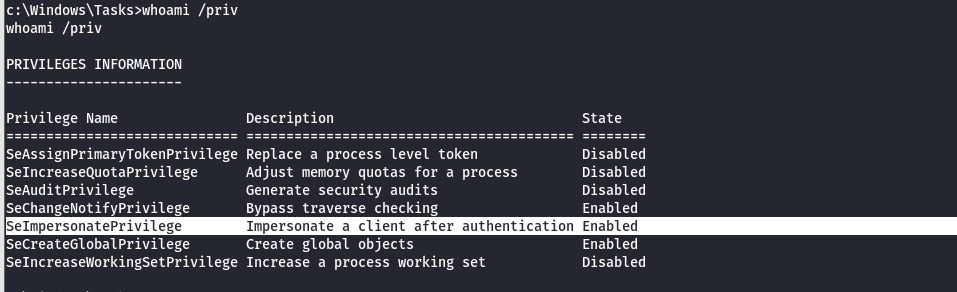 c:\Windows\Tasks>whoami /priv
whoami /priv
PRIVILEGES INFORMATION
----------------------
Privilege Name                Description                               State
============================= ========================================= ========
SeAssignPrimaryTokenPrivilege Replace a process level token             Disabled
SeIncreaseQuotaPrivilege      Adjust memory quotas for a process        Disabled
SeAuditPrivilege              Generate security audits                  Disabled
SeChangeNotifyPrivilege       Bypass traverse checking                  Enabled
SeImpersonatePrivilege        Impersonate a client after authentication Enabled
SeCreateGlobalPrivilege       Create global objects                     Enabled
SeIncreaseWorkingSetPrivilege Increase a process working set            Disabled